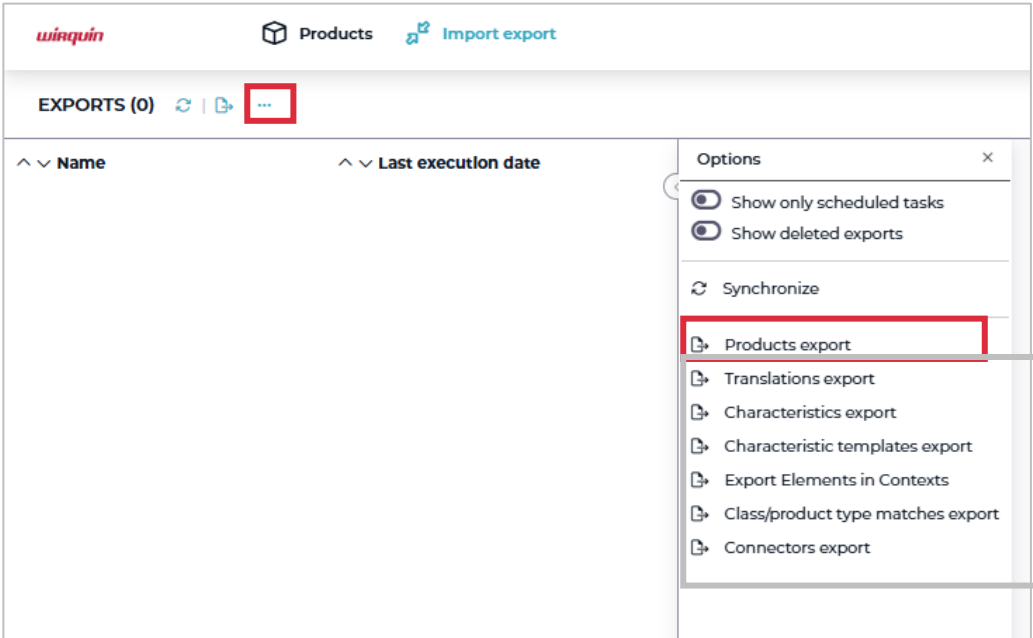 wirquin
Products
Import export
EXPORTS (0)
...
Name
Last execution date
Options
Show only scheduled tasks
Show deleted exports
Synchronize
Products export
Translations export
Characteristics export
Characteristic templates export
Export Elements in Contexts
Class/product type matches export
Connectors export